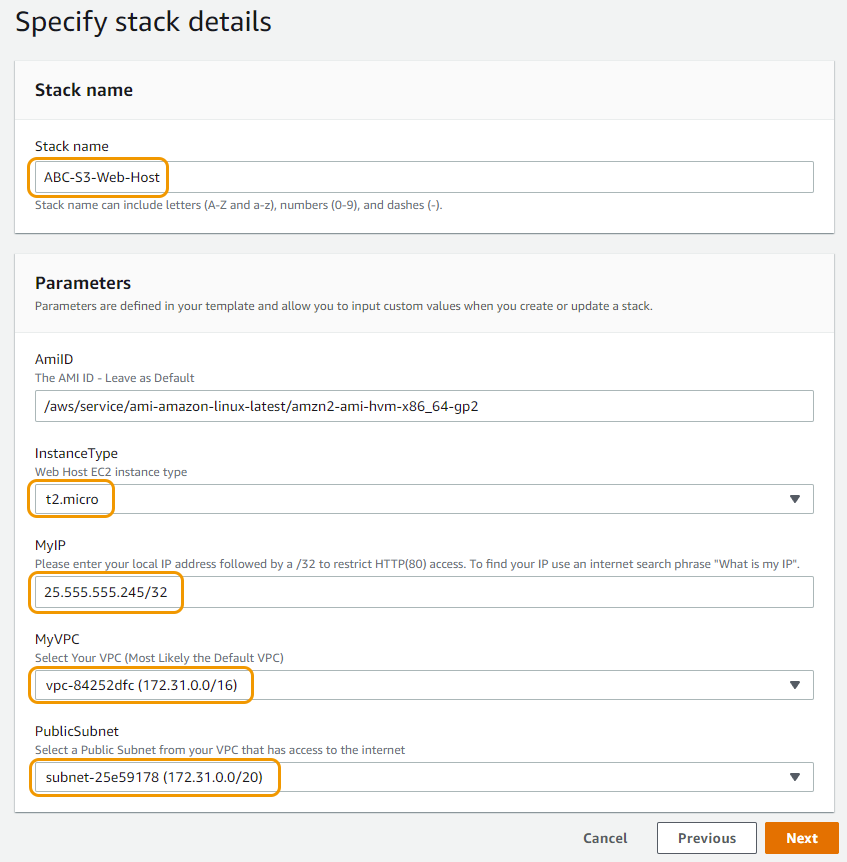 Specify stack details
Stack name
Stack name
ABC-S3-Web-Host
Stack name can include letters (A-Z and a-z), numbers (0-9), and dashes (-).
Parameters
Parameters are defined in your template and allow you to input custom values when you create or update a stack.
AmiID
The AMI ID - Leave as Default
/aws/service/ami-amazon-linux-latest/amzn2-ami-hvm-x86_64-gp2
InstanceType
Web Host EC2 instance type
t2.micro
MyIP
Please enter your local IP address followed by a /32 to restrict HTTP(80) access. To find your IP use an internet search phrase "What is my IP".
25.555.555.245/32
MyVPC
Select Your VPC (Most Likely the Default VPC)
vpc-84252dfc (172.31.0.0/16)
PublicSubnet
Select a Public Subnet from your VPC that has access to the internet
subnet-25e59178 (172.31.0.0/20)
Cancel Previous Next